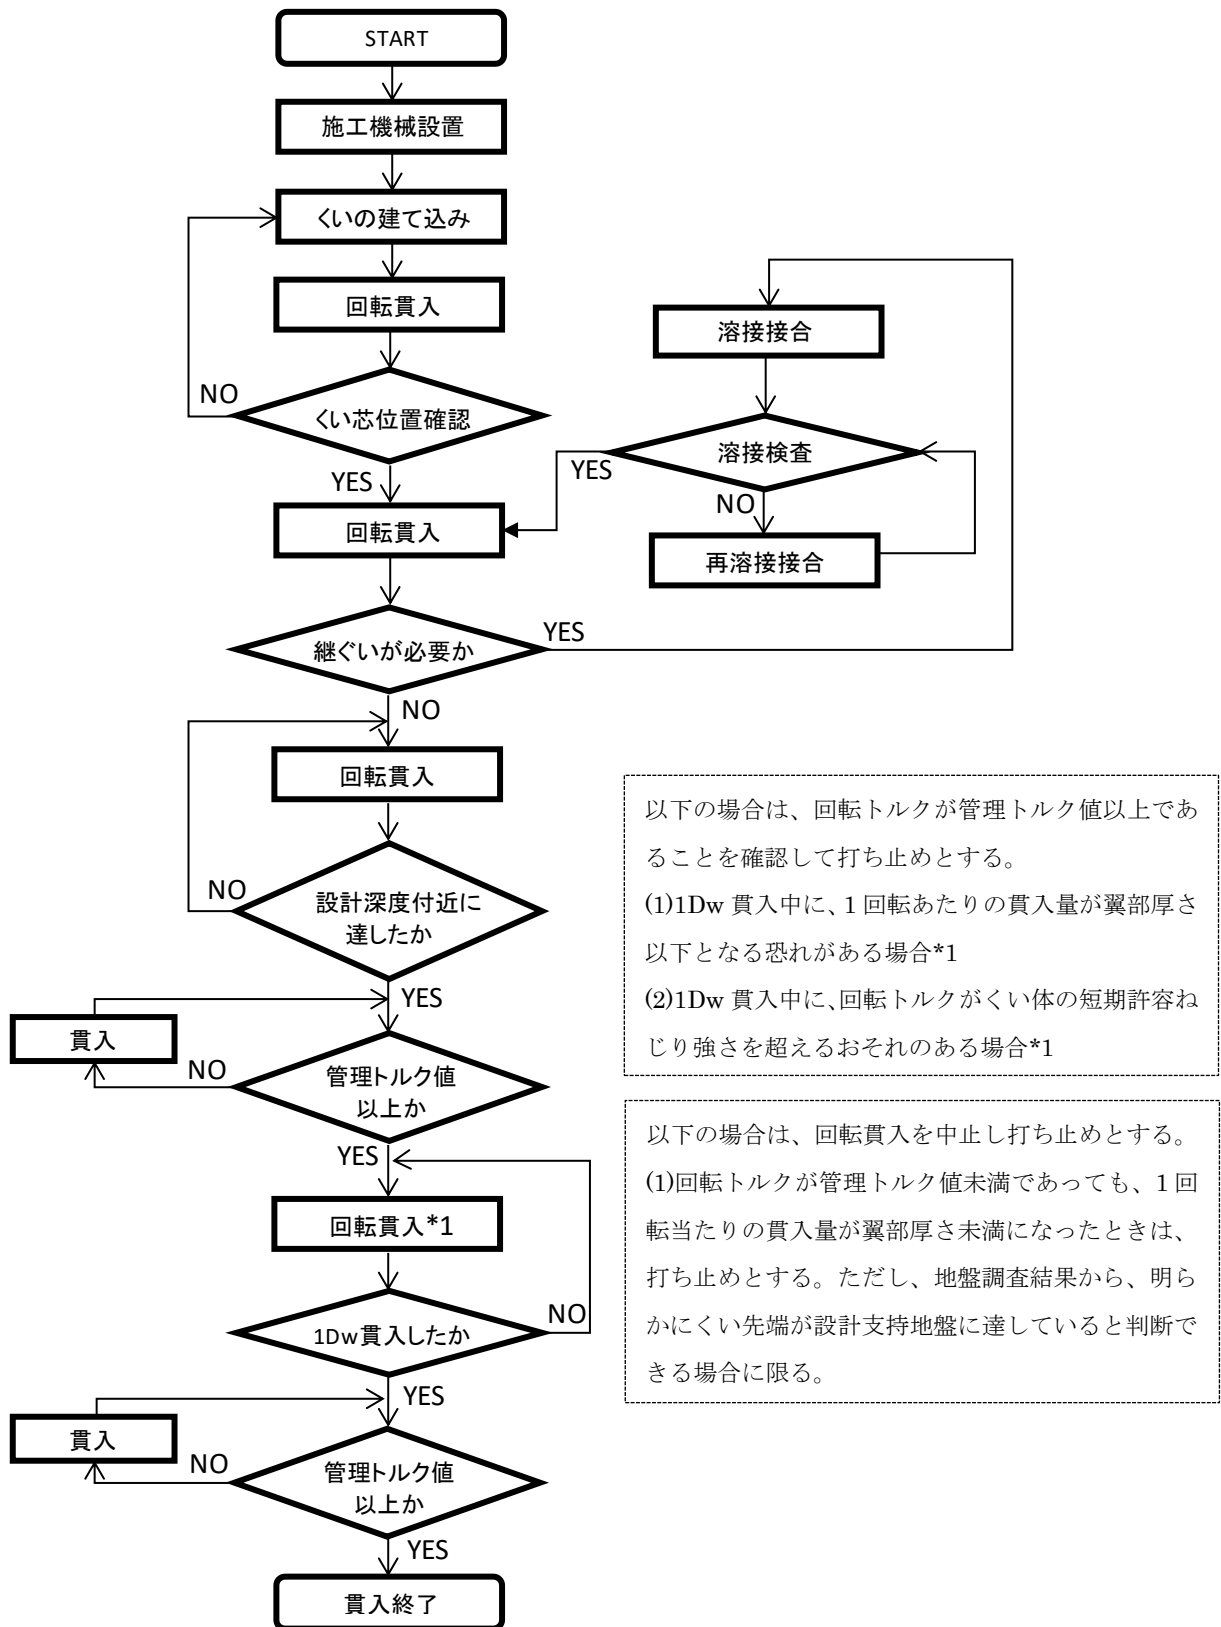 START
施工機械設置
くいの建て込み
回転貫入
溶接接合
NO
くい芯位置確認
溶接検査
YES
YES
NO
回転貫入
再溶接接合
YES
継ぐいが必要か
NO
回転貫入
NO
設計深度付近に
達したか
YES
貫入
NO
管理トルク値
以上か
YES
回転貫入*1
NO
1Dw貫入したか
YES
貫入
NO
管理トルク値
以上か
YES
貫入終了
以下の場合は、回転トルクが管理トルク値以上であ
ることを確認して打ち止めとする。
(1)1Dw 貫入中に、1 回転あたりの貫入量が翼部厚さ
以下となる恐れがある場合*1
(2)1Dw 貫入中に、回転トルクがくい体の短期許容ね
じり強さを超えるおそれのある場合*1
以下の場合は、回転貫入を中止し打ち止めとする。
(1)回転トルクが管理トルク値未満であっても、1 回
転当たりの貫入量が翼部厚さ未満になったときは、
打ち止めとする。ただし、地盤調査結果から、明ら
かにくい先端が設計支持地盤に達していると判断で
きる場合に限る。